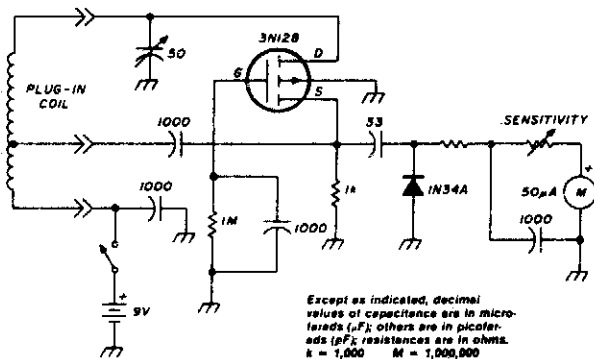 3N128
D
G
S
50
PLUG-IN
COIL
1000
33
SENSITIVITY
1000
1M
1000
1k
1N34A
50µA
M
+
1000
+
9V
Except as indicated, decimal
values of capacitance are in micro-
farads (µF); others are in picofar-
ads (pF); resistances are in ohms.
k = 1,000 M = 1,000,000